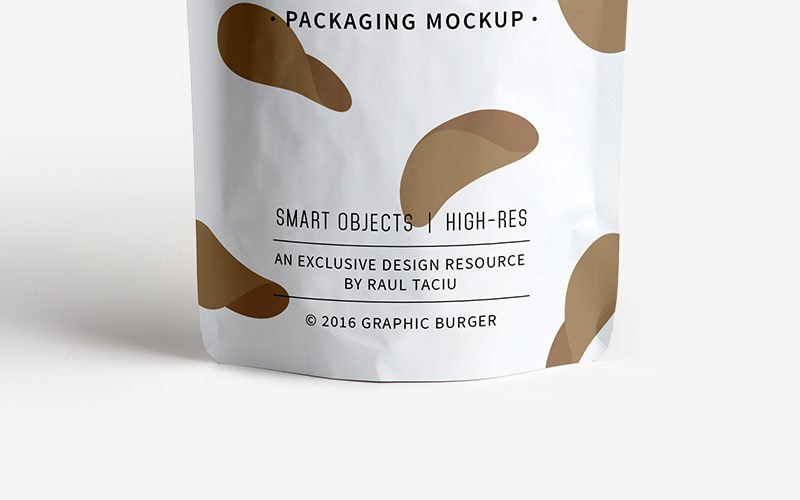 • PACKAGING MOCKUP •
SMART OBJECTS | HIGH-RES
AN EXCLUSIVE DESIGN RESOURCE
BY RAUL TACIU
© 2016 GRAPHIC BURGER